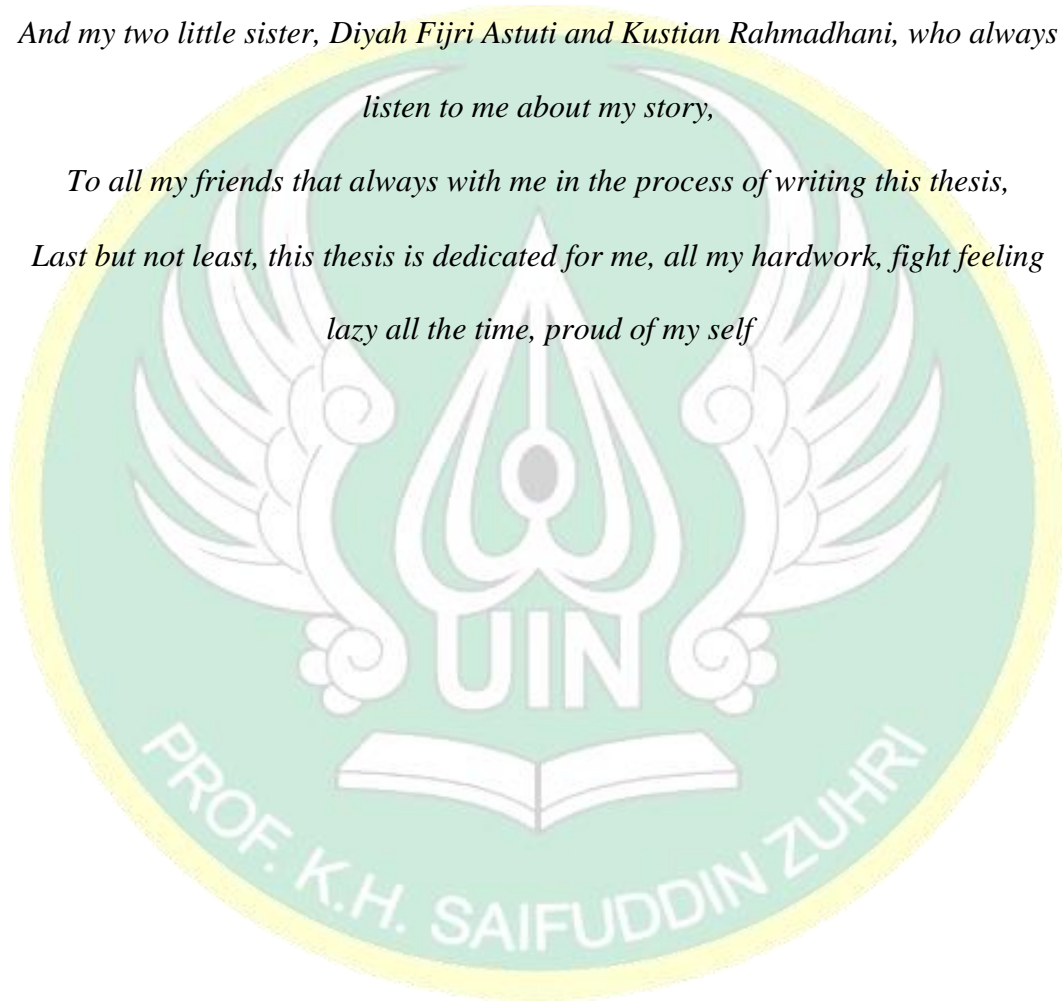 And my two little sister, Diyah Fijri Astuti and Kustian Rahmadhani, who always
listen to me about my story,
To all my friends that always with me in the process of writing this thesis,
Last but not least, this thesis is dedicated for me, all my hardwork, fight feeling
lazy all the time, proud of my self
UIN
PROF. K.H. SAIFUDDIN ZUHRI